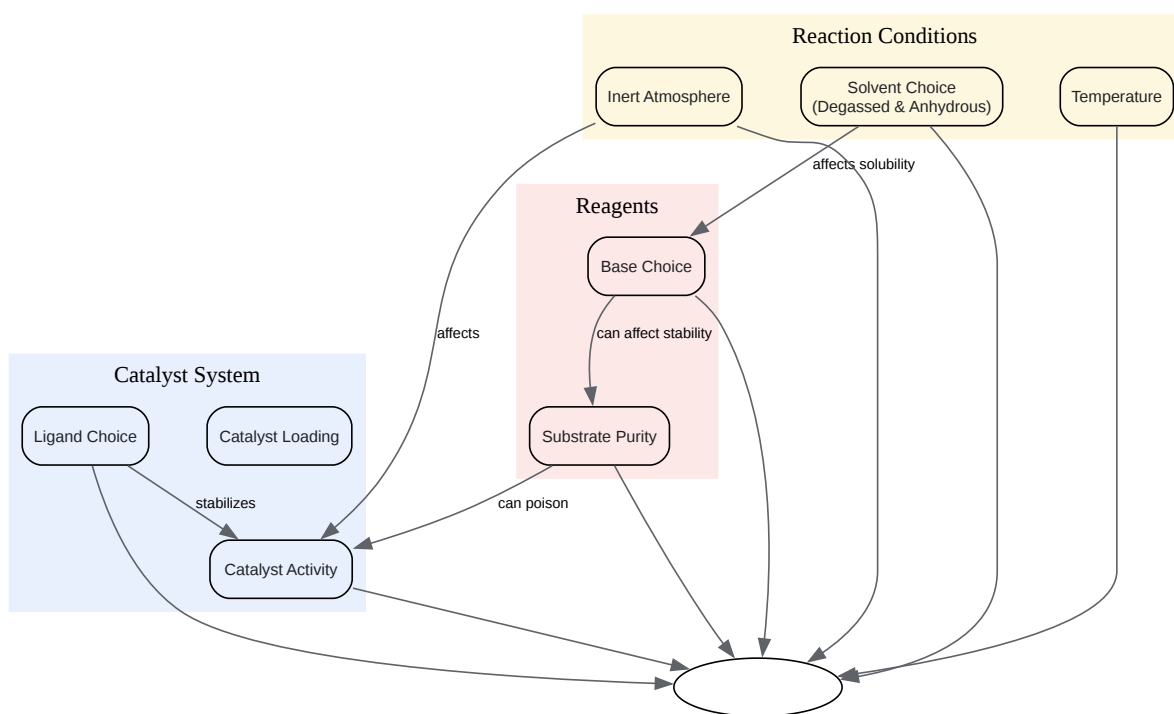 Reaction Conditions
Inert Atmosphere
Solvent Choice
(Degassed & Anhydrous)
Temperature
affects solubility
Reagents
Base Choice
affects
can affect stability
Catalyst System
Ligand Choice
Catalyst Loading
Substrate Purity
stabilizes
can poison
Catalyst Activity